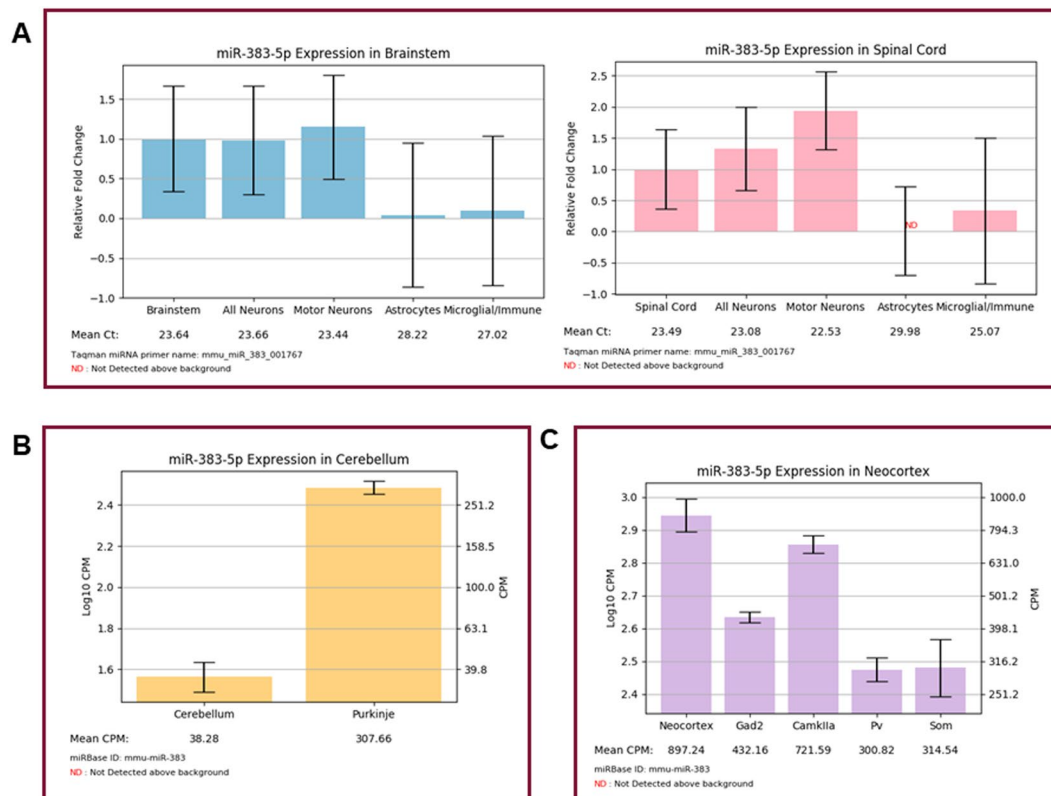 A
miR-383-5p Expression in Brainstem
Relative Fold Change
1.5
1.0
0.5
0.0
−0.5
−1.0
Brainstem All Neurons Motor Neurons Astrocytes Microglial/Immune
Mean Ct: 23.64 23.66 23.44 28.22 27.02
Taqman miRNA primer name: mmu_miR_383_001767
ND : Not Detected above background
miR-383-5p Expression in Spinal Cord
Relative Fold Change
2.5
2.0
1.5
1.0
0.5
0.0
−0.5
−1.0
ND
Spinal Cord All Neurons Motor Neurons Astrocytes Microglial/Immune
Mean Ct: 23.49 23.08 22.53 29.98 25.07
Taqman miRNA primer name: mmu_miR_383_001767
ND : Not Detected above background
B
miR-383-5p Expression in Cerebellum
Log10 CPM
2.4
2.2
2.0
1.8
1.6
251.2
158.5
100.0
63.1
39.8
CPM
Cerebellum Purkinje
Mean CPM: 38.28 307.66
miRBase ID: mmu-miR-383
ND : Not Detected above background
C
miR-383-5p Expression in Neocortex
Log10 CPM
3.0
2.9
2.8
2.7
2.6
2.5
2.4
1000.0
794.3
631.0
501.2
398.1
316.2
251.2
CPM
Neocortex Gad2 CamkIIa Pv Som
Mean CPM: 897.24 432.16 721.59 300.82 314.54
miRBase ID: mmu-miR-383
ND : Not Detected above background